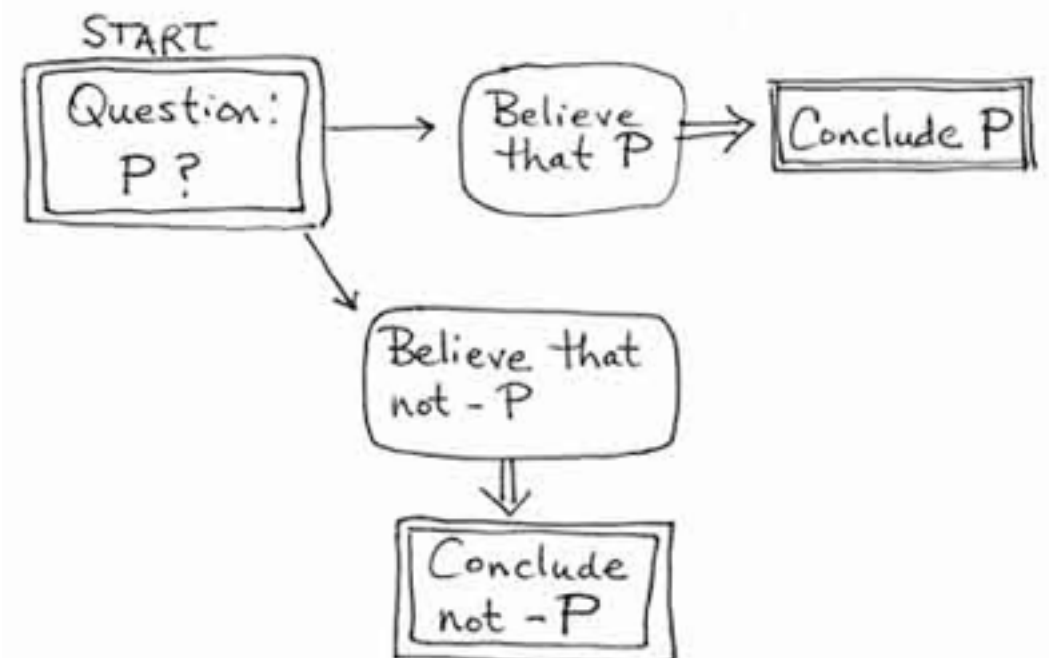 START
Question:
P?
Believe
that P
Conclude P
Believe that
not - P
Conclude
not - P